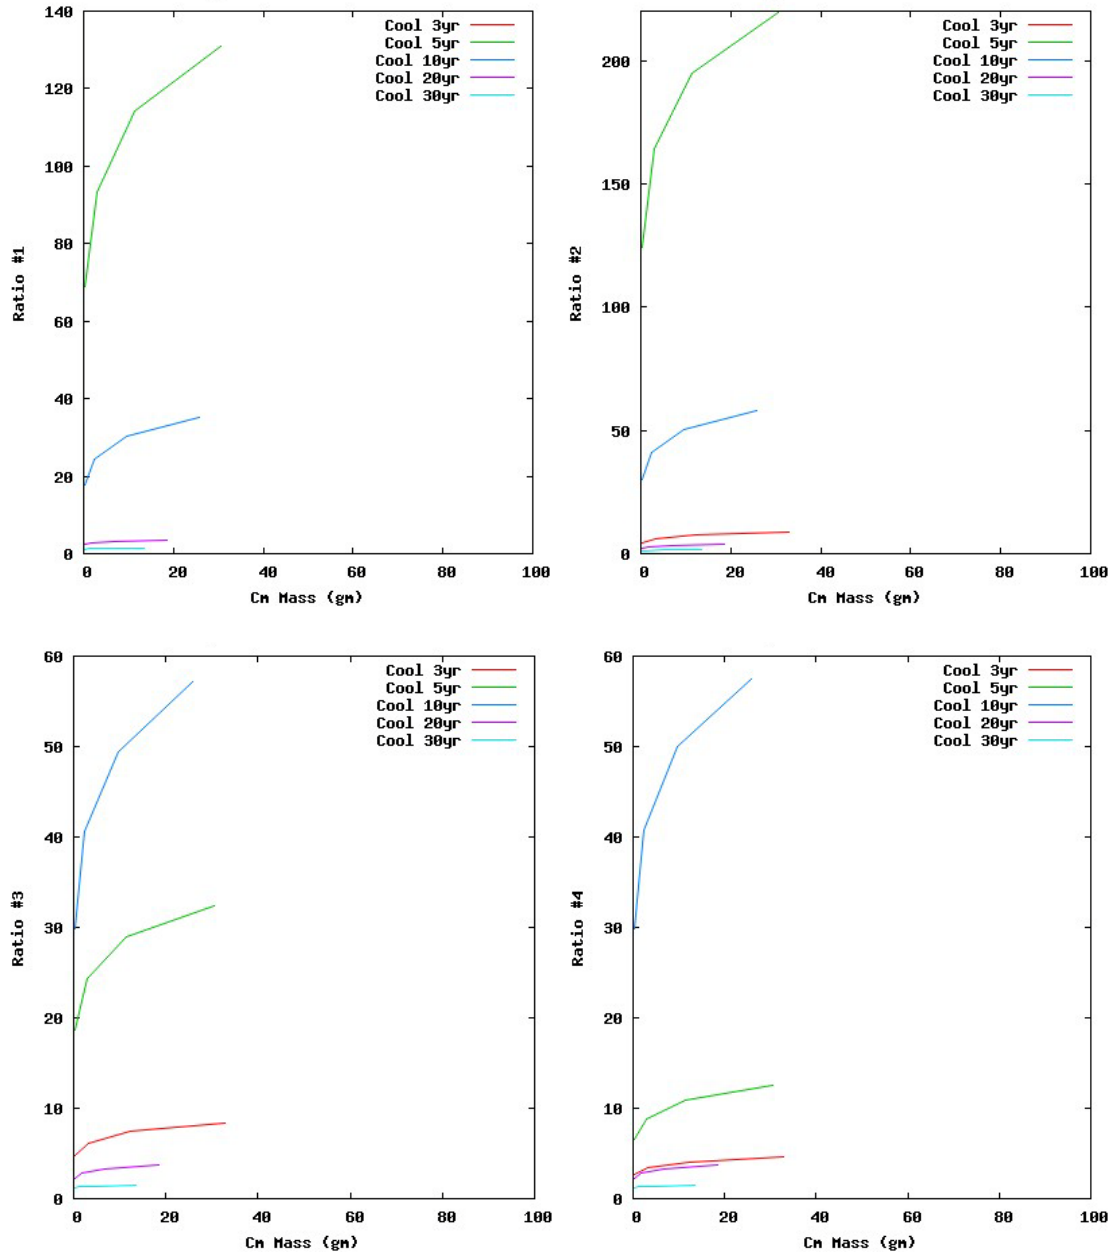 140
120
100
80
60
40
20
0
Ratio #1
Cool 3yr
Cool 5yr
Cool 10yr
Cool 20yr
Cool 30yr
0 20 40 60 80 100
Cm Mass (gm)
200
150
100
50
0
Ratio #2
Cool 3yr
Cool 5yr
Cool 10yr
Cool 20yr
Cool 30yr
0 20 40 60 80 100
Cm Mass (gm)
60
50
40
30
20
10
0
Ratio #3
Cool 3yr
Cool 5yr
Cool 10yr
Cool 20yr
Cool 30yr
0 20 40 60 80 100
Cm Mass (gm)
60
50
40
30
20
10
0
Ratio #4
Cool 3yr
Cool 5yr
Cool 10yr
Cool 20yr
Cool 30yr
0 20 40 60 80 100
Cm Mass (gm)